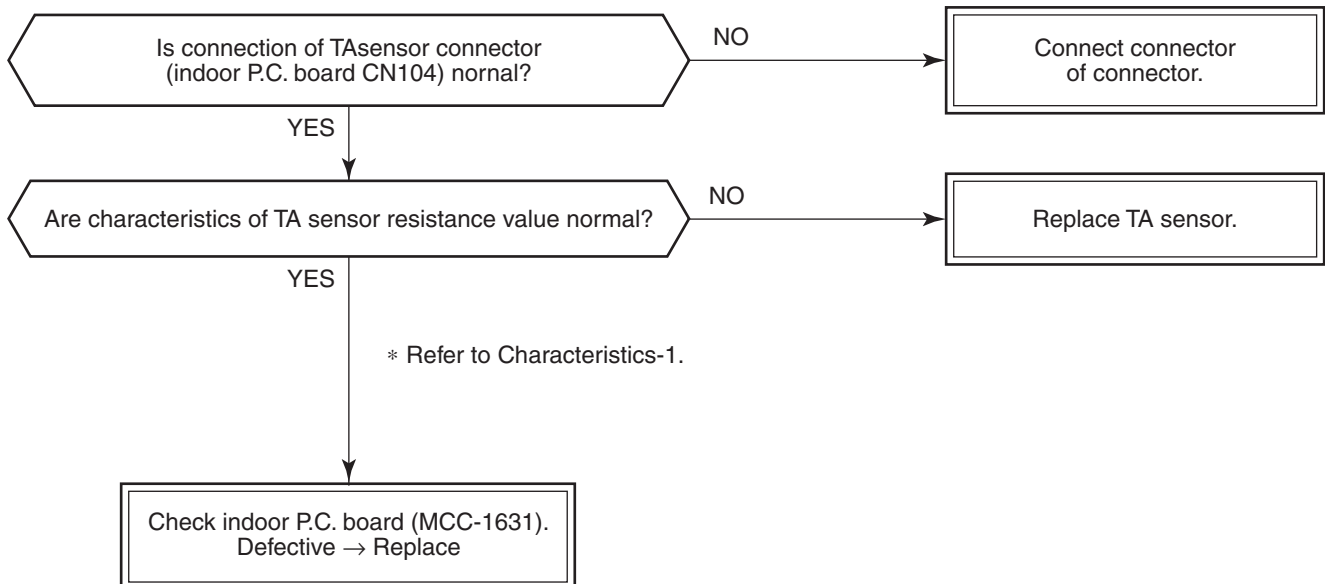 Is connection of TAsensor connector
(indoor P.C. board CN104) nornal?
NO
Connect connector
of connector.
YES
Are characteristics of TA sensor resistance value normal?
NO
Replace TA sensor.
YES
* Refer to Characteristics-1.
Check indoor P.C. board (MCC-1631).
Defective → Replace